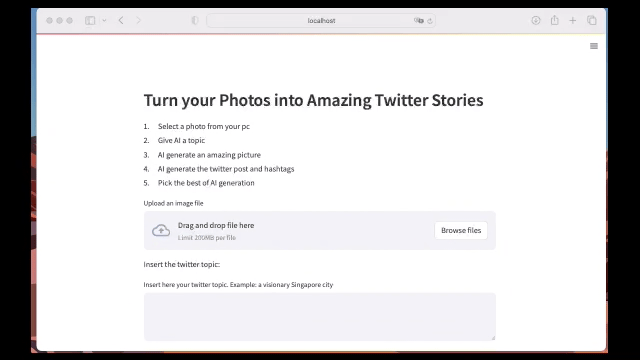 localhost
Turn your Photos into Amazing Twitter Stories
1. Select a photo from your pc
2. Give AI a topic
3. AI generate an amazing picture
4. AI generate the twitter post and hashtags
5. Pick the best of AI generation
Upload an image file
Drag and drop file here
Limit 200MB per file
Browse files
Insert the twitter topic:
Insert here your twitter topic. Example: a visionary Singapore city